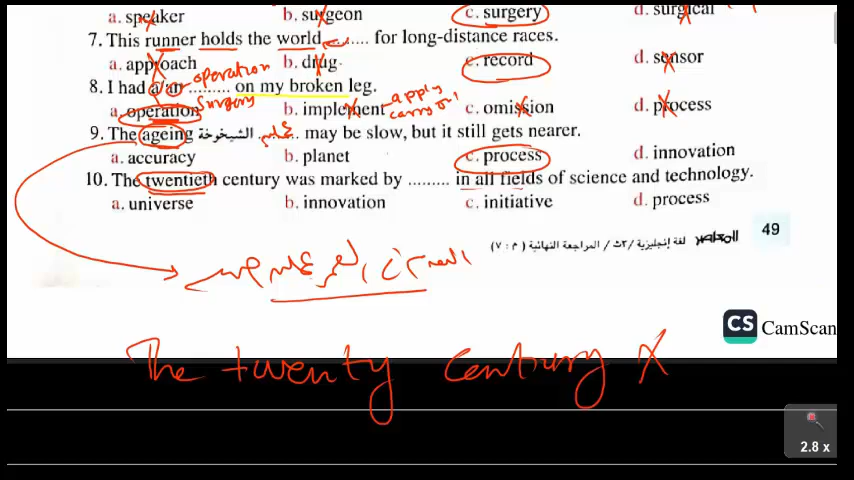 a. speaker b. surgeon c. surgery d. surgical
7. This runner holds the world ......... for long-distance races.
a. approach b. drug c. record d. sensor
operation
8. I had a/an ......... on my broken leg.
surgery apply
a. operation b. implement c. omission d. process
carry out
9. The ageing الشيخوخة ......... may be slow, but it still gets nearer.
a. accuracy b. planet c. process d. innovation
10. The twentieth century was marked by ......... in all fields of science and technology.
a. universe b. innovation c. initiative d. process
المعاصر لغة إنجليزية / ٣ث / المراجعة النهائية (م : ٧) 49
CS CamScan
The twenty century X
2.8 x